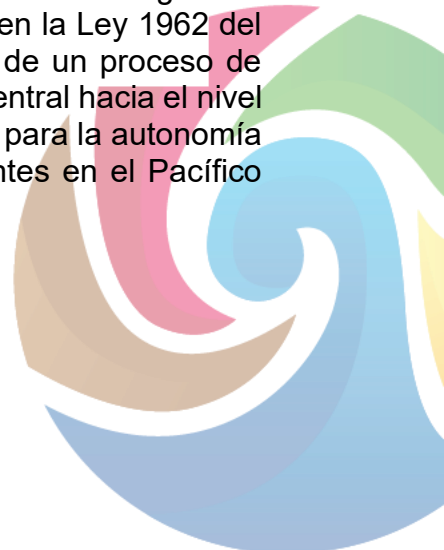 en la Ley 1962 del
de un proceso de
entral hacia el nivel
para la autonomía
ntes en el Pacífico